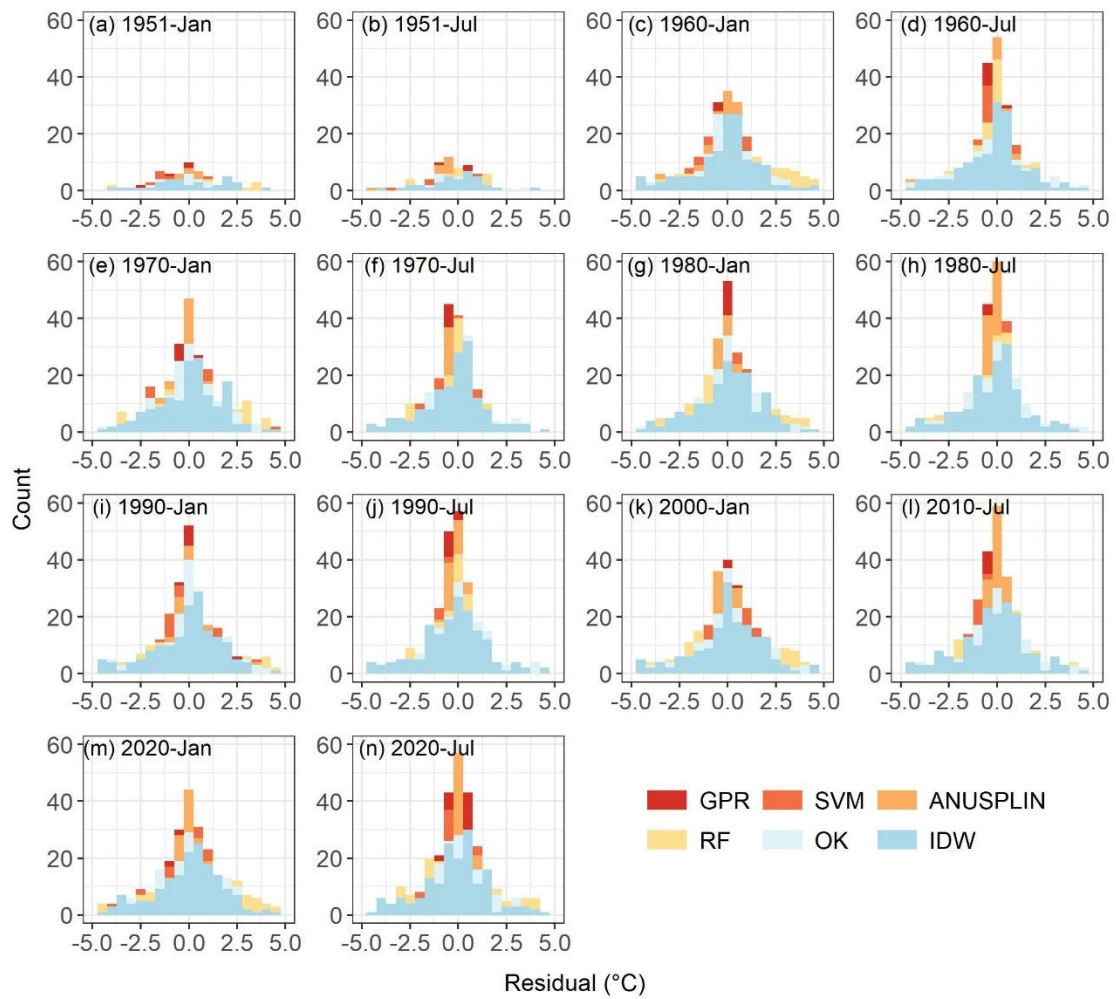 (a) 1951-Jan
(b) 1951-Jul
(c) 1960-Jan
(d) 1960-Jul
60
40
20
0
60
40
20
0
60
40
20
0
60
40
20
0
-5.0 -2.5 0.0 2.5 5.0
-5.0 -2.5 0.0 2.5 5.0
-5.0 -2.5 0.0 2.5 5.0
-5.0 -2.5 0.0 2.5 5.0
(e) 1970-Jan
(f) 1970-Jul
(g) 1980-Jan
(h) 1980-Jul
60
40
20
0
60
40
20
0
60
40
20
0
60
40
20
0
-5.0 -2.5 0.0 2.5 5.0
-5.0 -2.5 0.0 2.5 5.0
-5.0 -2.5 0.0 2.5 5.0
-5.0 -2.5 0.0 2.5 5.0
Count
(i) 1990-Jan
(j) 1990-Jul
(k) 2000-Jan
(l) 2010-Jul
60
40
20
0
60
40
20
0
60
40
20
0
60
40
20
0
-5.0 -2.5 0.0 2.5 5.0
-5.0 -2.5 0.0 2.5 5.0
-5.0 -2.5 0.0 2.5 5.0
-5.0 -2.5 0.0 2.5 5.0
(m) 2020-Jan
(n) 2020-Jul
60
40
20
0
60
40
20
0
-5.0 -2.5 0.0 2.5 5.0
-5.0 -2.5 0.0 2.5 5.0
GPR SVM ANUSPLIN
RF OK IDW
Residual (°C)